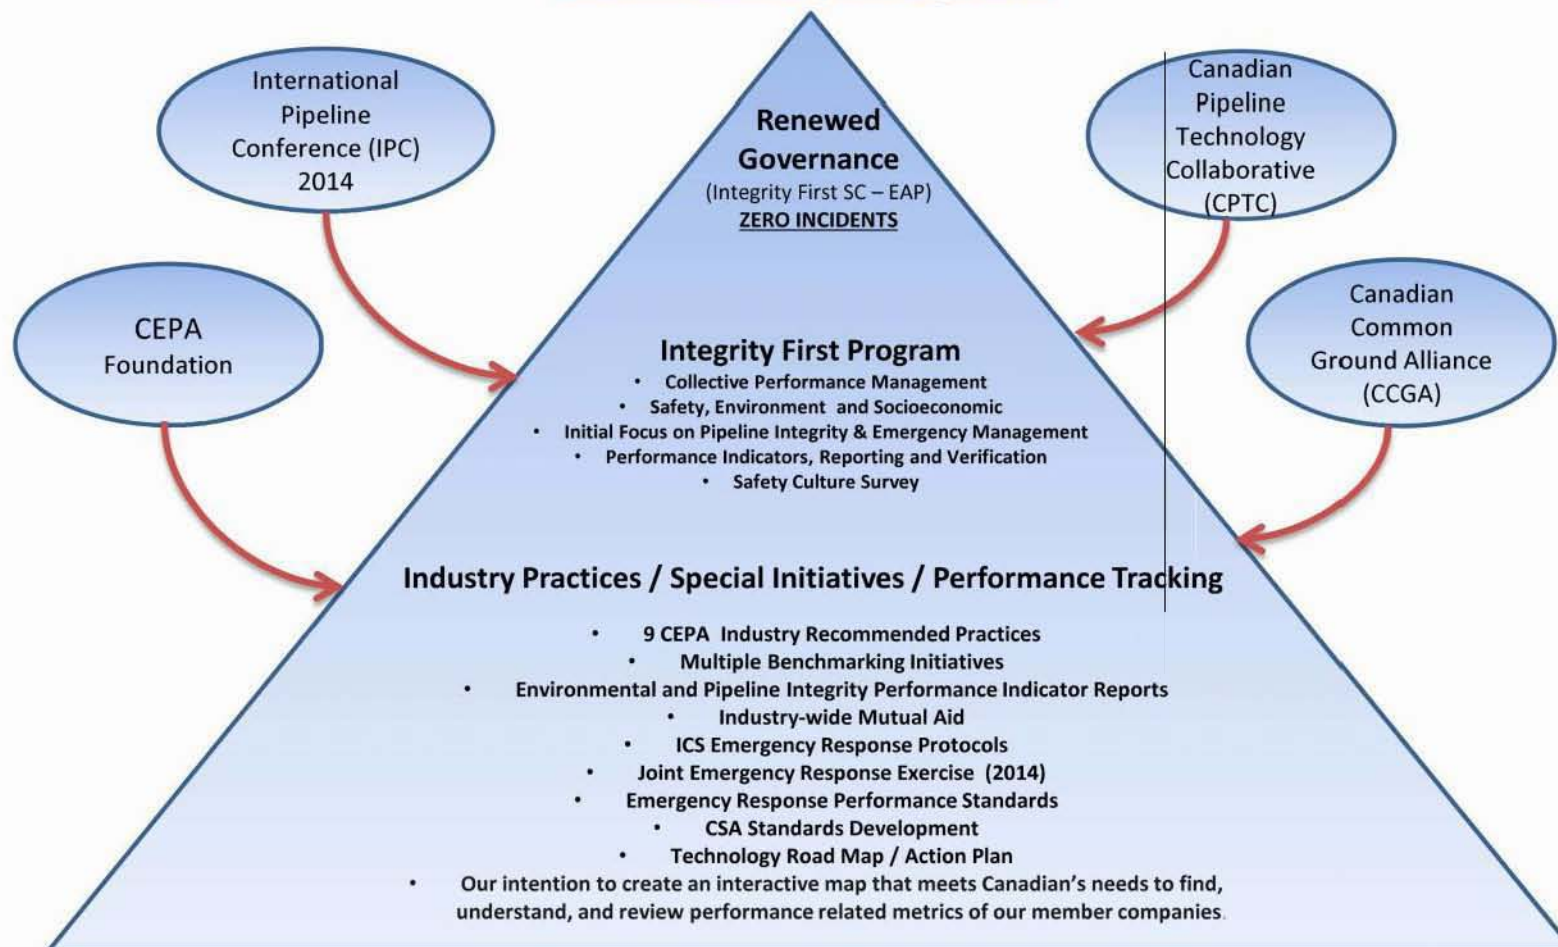 International
Pipeline
Conference (IPC)
2014
CEPA
Foundation
Renewed
Governance
(Integrity First SC – EAP)
ZERO INCIDENTS
Canadian
Pipeline
Technology
Collaborative
(CPTC)
Canadian
Common
Ground Alliance
(CCGA)
Integrity First Program
• Collective Performance Management
• Safety, Environment and Socioeconomic
• Initial Focus on Pipeline Integrity & Emergency Management
• Performance Indicators, Reporting and Verification
• Safety Culture Survey
Industry Practices / Special Initiatives / Performance Tracking
• 9 CEPA Industry Recommended Practices
• Multiple Benchmarking Initiatives
• Environmental and Pipeline Integrity Performance Indicator Reports
• Industry-wide Mutual Aid
• ICS Emergency Response Protocols
• Joint Emergency Response Exercise (2014)
• Emergency Response Performance Standards
• CSA Standards Development
• Technology Road Map / Action Plan
• Our intention to create an interactive map that meets Canadian's needs to find,
understand, and review performance related metrics of our member companies.